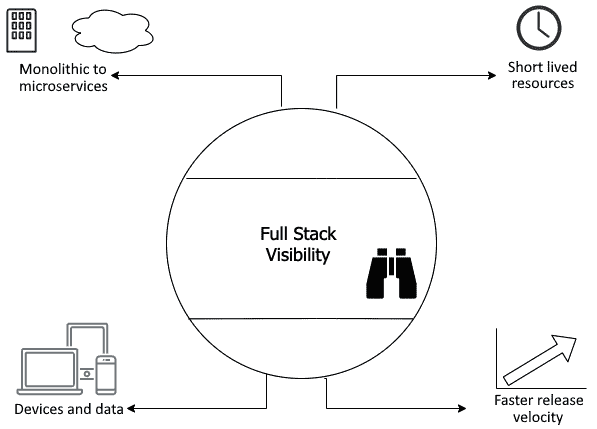 Monolithic to
microservices
Short lived
resources
Full Stack
Visibility
Devices and data
Faster release
velocity